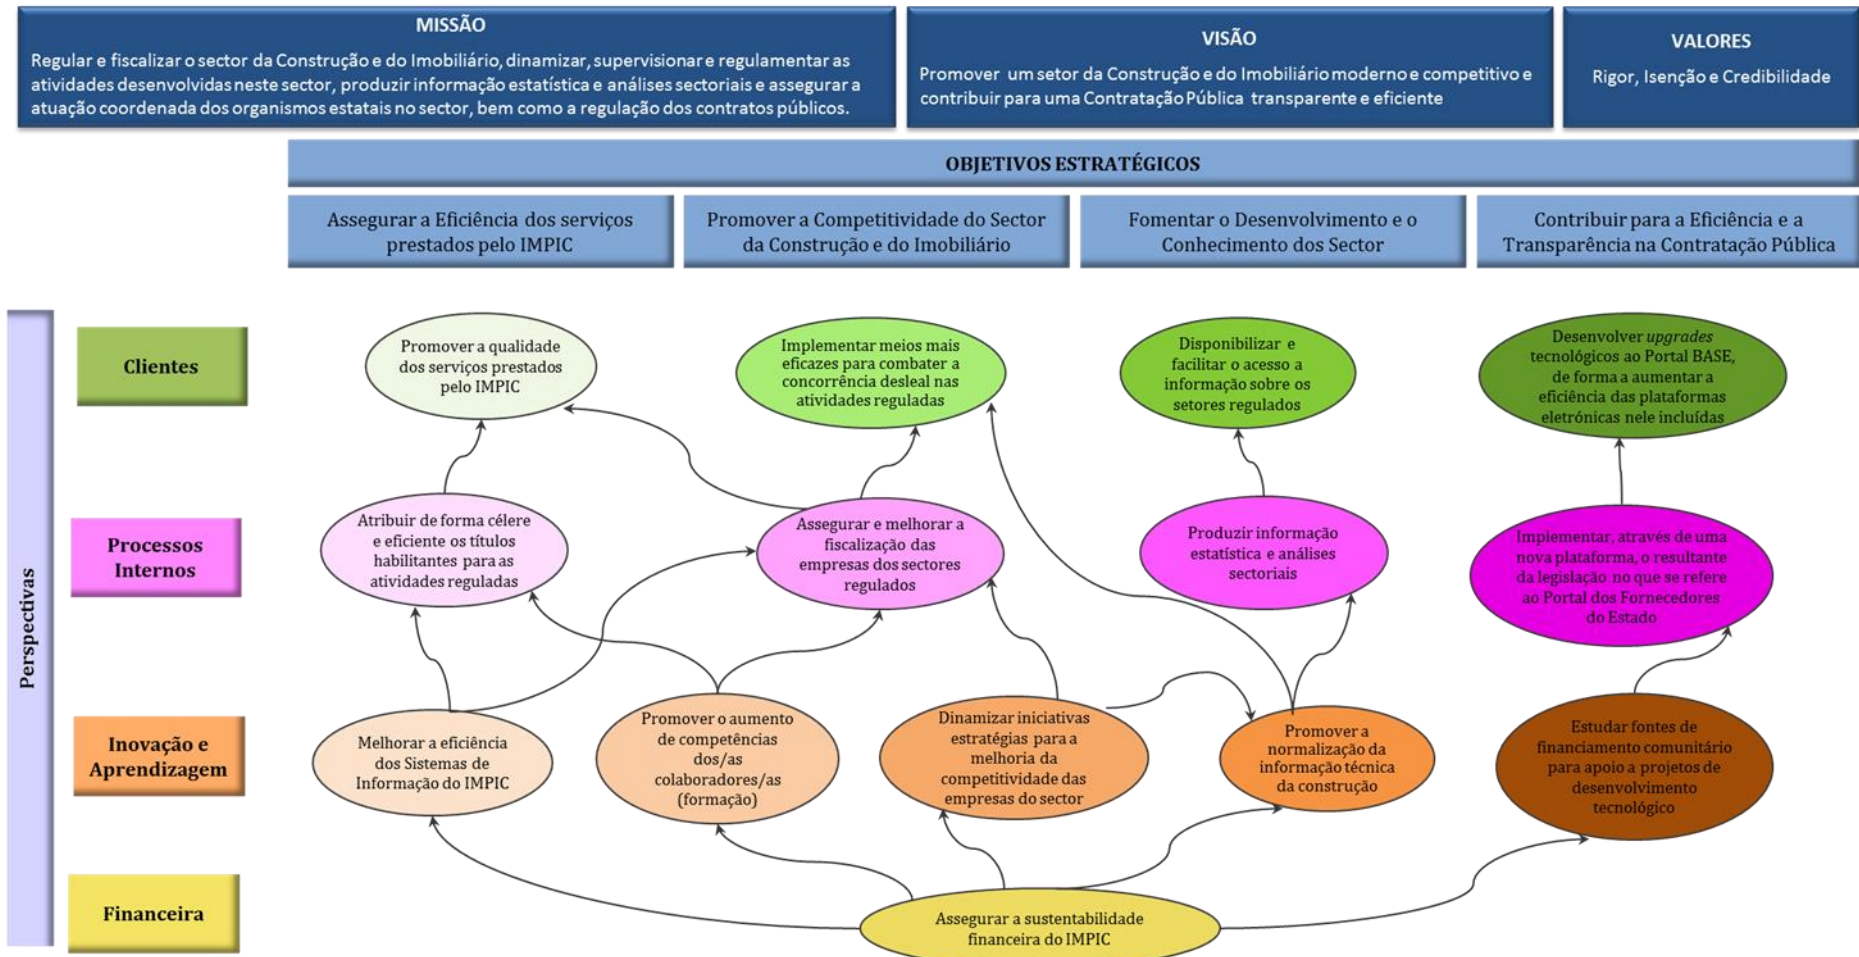 MISSÃO
Regular e fiscalizar o sector da Construção e do Imobiliário, dinamizar, supervisionar e regulamentar as
atividades desenvolvidas neste sector, produzir informação estatística e análises sectoriais e assegurar a
atuação coordenada dos organismos estatais no sector, bem como a regulação dos contratos públicos.
VISÃO
Promover um setor da Construção e do Imobiliário moderno e competitivo e
contribuir para uma Contratação Pública transparente e eficiente
VALORES
Rigor, Isenção e Credibilidade
OBJETIVOS ESTRATÉGICOS
Assegurar a Eficiência dos serviços
prestados pelo IMPIC
Promover a Competitividade do Sector
da Construção e do Imobiliário
Fomentar o Desenvolvimento e o
Conhecimento dos Sector
Contribuir para a Eficiência e a
Transparência na Contratação Pública
Perspectivas
Clientes
Promover a qualidade
dos serviços prestados
pelo IMPIC
Implementar meios mais
eficazes para combater a
concorrência desleal nas
atividades reguladas
Disponibilizar e
facilitar o acesso a
informação sobre os
setores regulados
Desenvolver upgrades
tecnológicos ao Portal BASE,
de forma a aumentar a
eficiência das plataformas
eletrónicas nele incluídas
Processos
Internos
Atribuir de forma célere
e eficiente os títulos
habilitantes para as
atividades reguladas
Assegurar e melhorar a
fiscalização das
empresas dos sectores
regulados
Produzir informação
estatística e análises
sectoriais
Implementar, através de uma
nova plataforma, o resultante
da legislação no que se refere
ao Portal dos Fornecedores
do Estado
Inovação e
Aprendizagem
Melhorar a eficiência
dos Sistemas de
Informação do IMPIC
Promover o aumento
de competências
dos/as
colaboradores/as
(formação)
Dinamizar iniciativas
estratégias para a
melhoria da
competitividade das
empresas do sector
Promover a
normalização da
informação técnica
da construção
Estudar fontes de
financiamento comunitário
para apoio a projetos de
desenvolvimento
tecnológico
Financeira
Assegurar a sustentabilidade
financeira do IMPIC